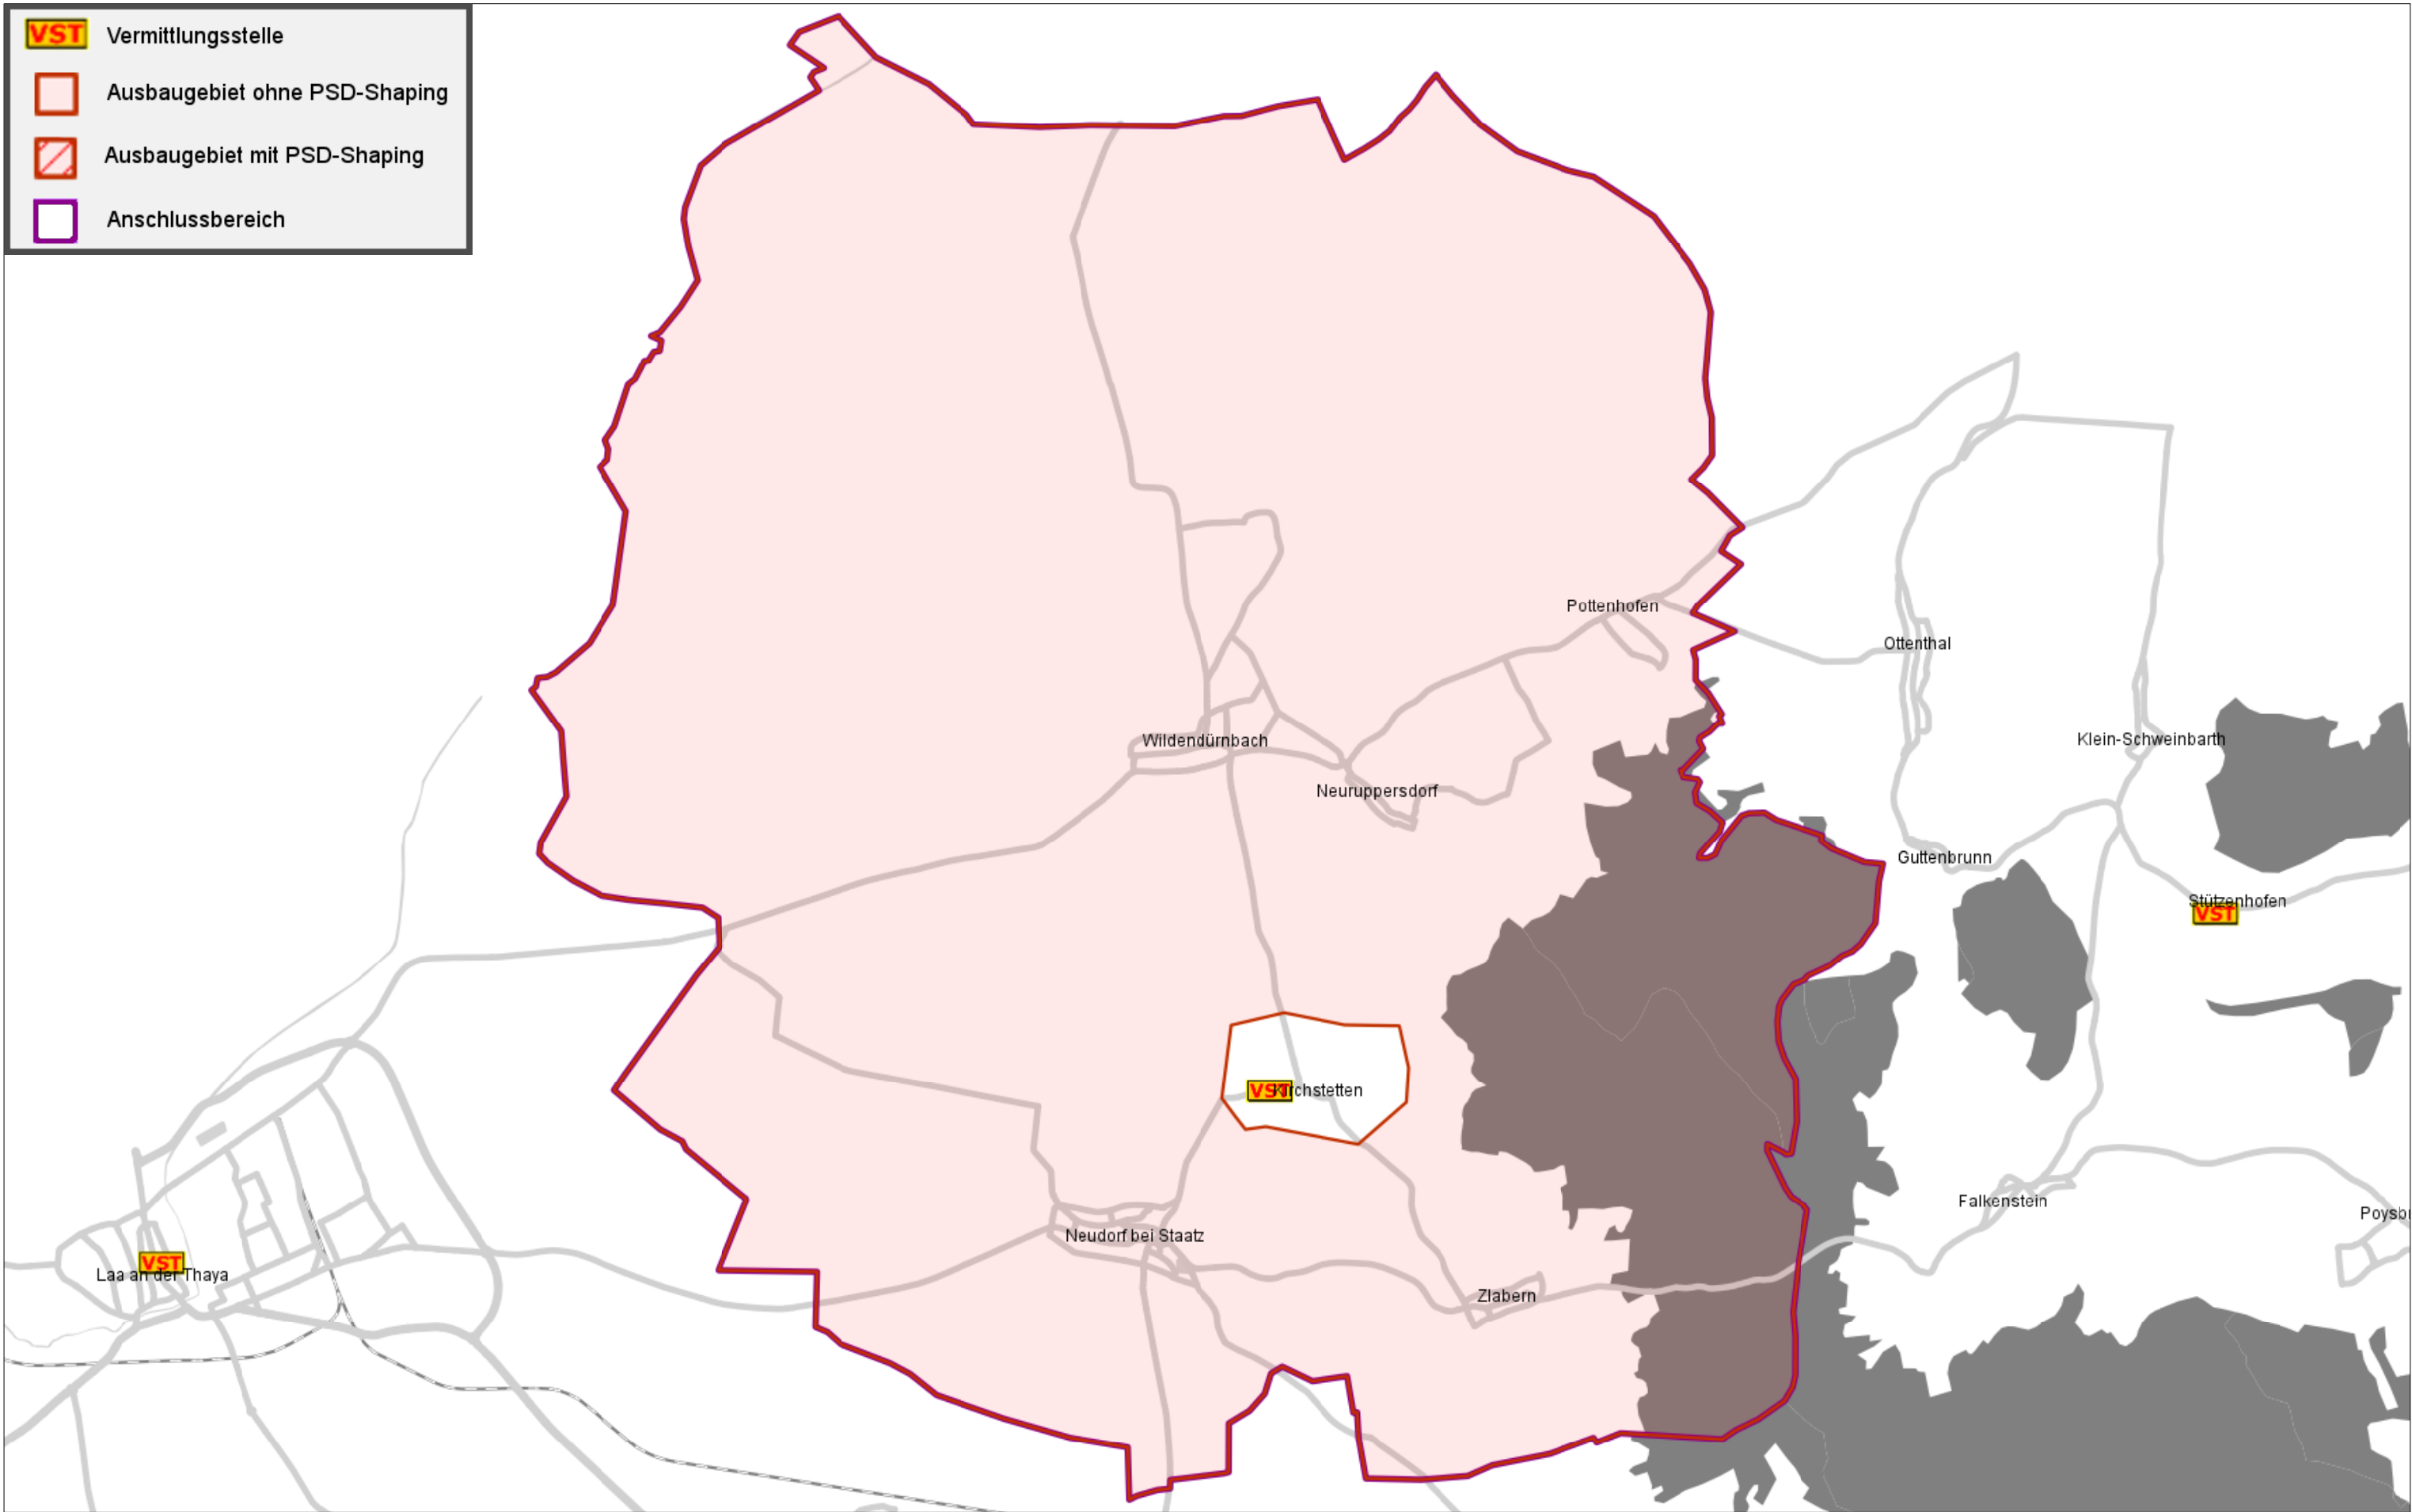 VST Vermittlungsstelle
Ausbaugebiet ohne PSD-Shaping
Ausbaugebiet mit PSD-Shaping
Anschlussbereich
Pottenhofen
Ottenthal
Wildendürnbach
Klein-Schweinbarth
Neuruppersdorf
Guttenbrunn
Stützenhofen
VST
VST Kirchstetten
Falkenstein
Poysbr
Neudorf bei Staatz
VST
Laa an der Thaya
Zlabern